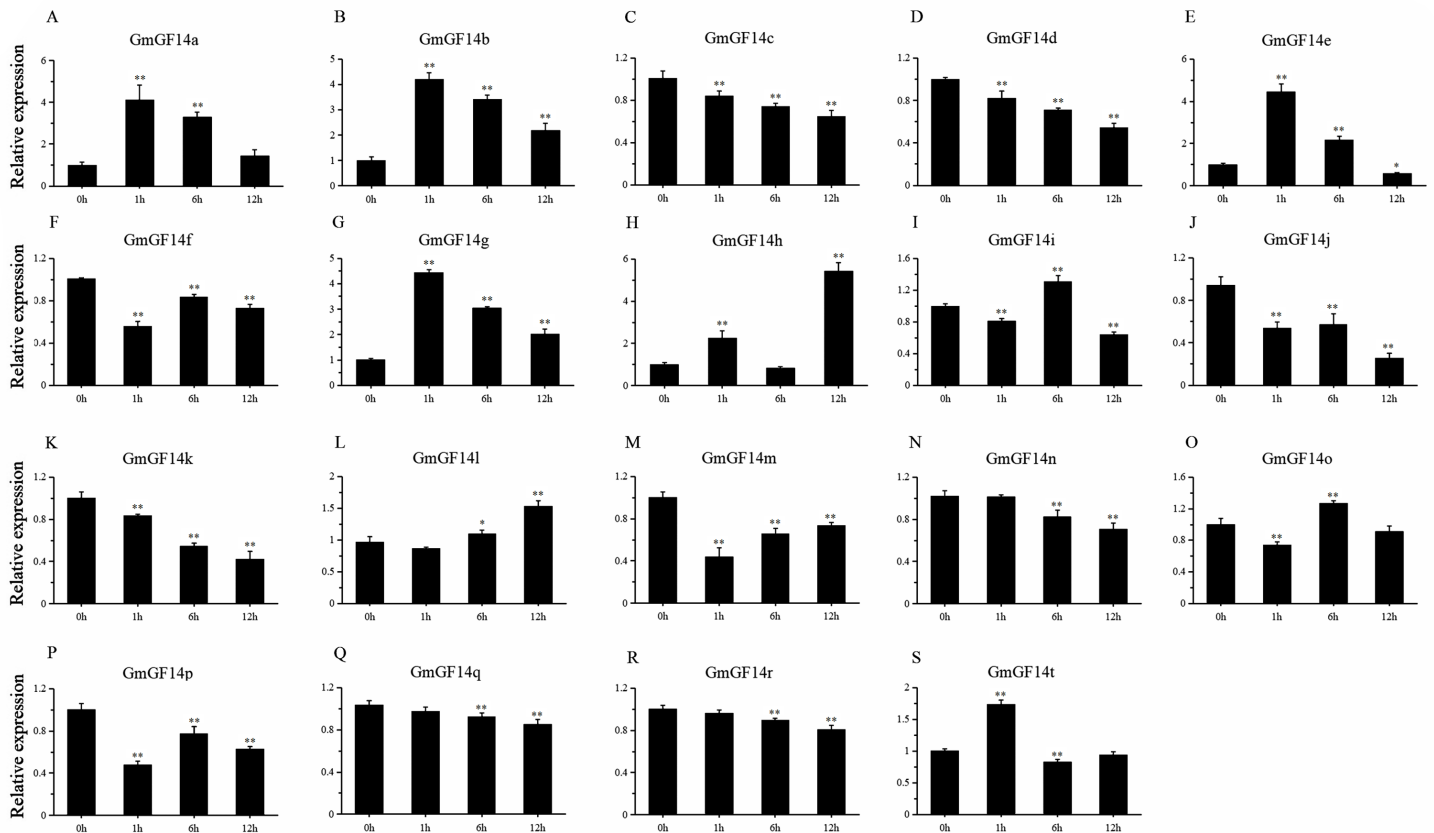 A
GmGF14a
Relative expression
6
4
2
0
0h 1h 6h 12h
** **
B
GmGF14b
5
4
3
2
1
0
0h 1h 6h 12h
** ** **
C
GmGF14c
1.2
0.8
0.4
0
0h 1h 6h 12h
** ** **
D
GmGF14d
1.2
0.8
0.4
0
0h 1h 6h 12h
** ** **
E
GmGF14e
6
4
2
0
0h 1h 6h 12h
** ** *
F
GmGF14f
Relative expression
1.2
0.8
0.4
0
0h 1h 6h 12h
** ** **
G
GmGF14g
5
4
3
2
1
0
0h 1h 6h 12h
** ** **
H
GmGF14h
6
4
2
0
0h 1h 6h 12h
** **
I
GmGF14i
1.6
1.2
0.8
0.4
0
0h 1h 6h 12h
** ** **
J
GmGF14j
1.2
0.8
0.4
0
0h 1h 6h 12h
** ** **
K
GmGF14k
Relative expression
1.2
0.8
0.4
0
0h 1h 6h 12h
** ** **
L
GmGF14l
2
1.5
1
0.5
0
0h 1h 6h 12h
* **
M
GmGF14m
1.2
0.8
0.4
0
0h 1h 6h 12h
** ** **
N
GmGF14n
1.2
0.8
0.4
0
0h 1h 6h 12h
** **
O
GmGF14o
1.6
1.2
0.8
0.4
0
0h 1h 6h 12h
** **
P
GmGF14p
Relative expression
1.2
0.8
0.4
0
0h 1h 6h 12h
** ** **
Q
GmGF14q
1.2
0.8
0.4
0
0h 1h 6h 12h
** **
R
GmGF14r
1.2
0.8
0.4
0
0h 1h 6h 12h
** **
S
GmGF14t
2
1.5
1
0.5
0
0h 1h 6h 12h
** **